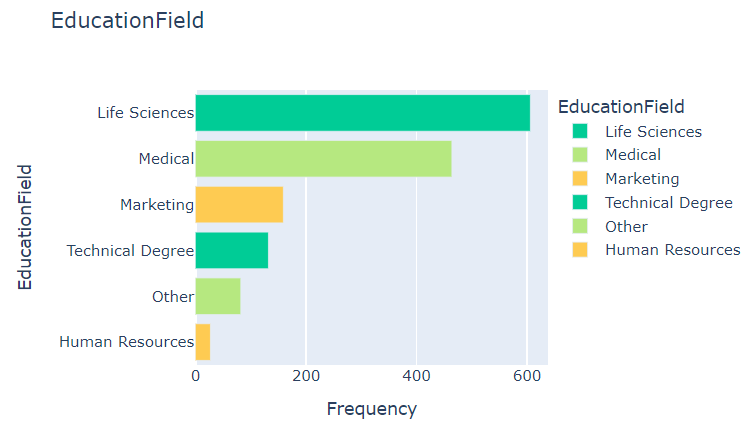 EducationField
EducationField
Life Sciences
Medical
Marketing
Technical Degree
Other
Human Resources
0
200
400
600
Frequency
EducationField
Life Sciences
Medical
Marketing
Technical Degree
Other
Human Resources